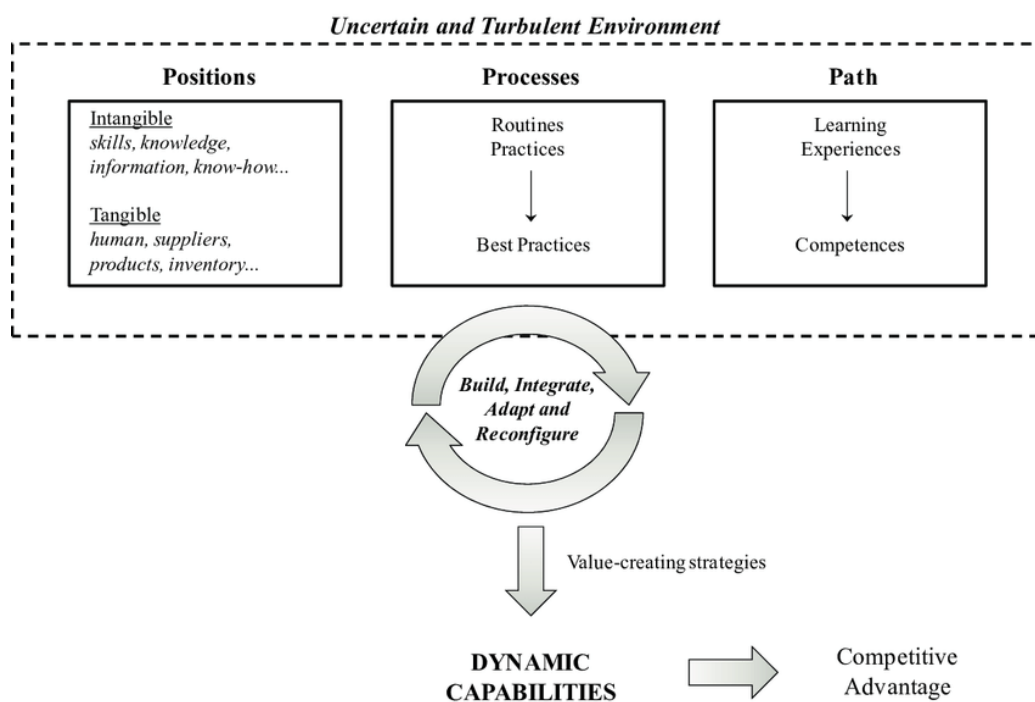 Uncertain and Turbulent Environment
Positions
Intangible
skills, knowledge,
information, know-how...
Tangible
human, suppliers,
products, inventory...
Processes
Routines
Practices
Best Practices
Path
Learning
Experiences
Competences
Build, Integrate,
Adapt and
Reconfigure
Value-creating strategies
DYNAMIC
CAPABILITIES
Competitive
Advantage